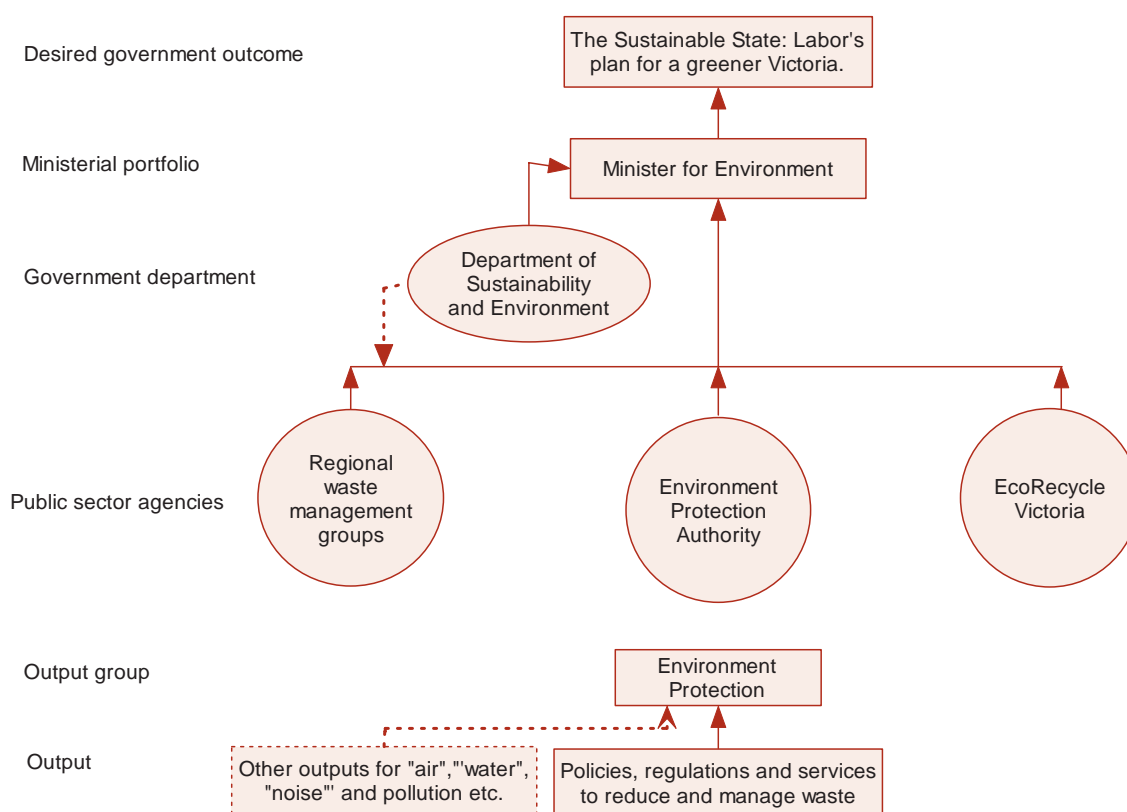 Desired government outcome
The Sustainable State: Labor's
plan for a greener Victoria.
Ministerial portfolio
Minister for Environment
Government department
Department of
Sustainability
and Environment
Public sector agencies
Regional
waste
management
groups
Environment
Protection
Authority
EcoRecycle
Victoria
Output group
Environment
Protection
Output
Other outputs for "air","'water",
"noise"' and pollution etc.
Policies, regulations and services
to reduce and manage waste